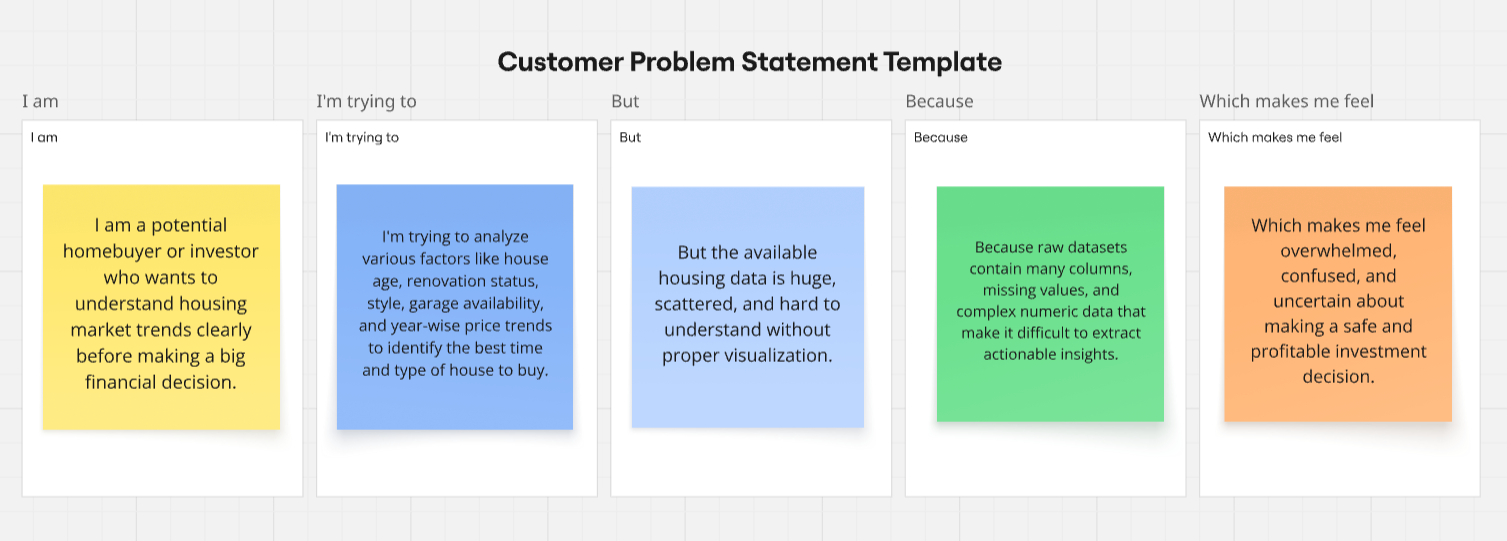 Customer Problem Statement Template
I am
I'm trying to
But
Because
Which makes me feel
I am
I'm trying to
But
Because
Which makes me feel
I am a potential
homebuyer or investor
who wants to
understand housing
market trends clearly
before making a big
financial decision.
I'm trying to analyze
various factors like house
age, renovation status,
style, garage availability,
and year-wise price trends
to identify the best time
and type of house to buy.
But the available
housing data is huge,
scattered, and hard to
understand without
proper visualization.
Because raw datasets
contain many columns,
missing values, and
complex numeric data that
make it difficult to extract
actionable insights.
Which makes me feel
overwhelmed,
confused, and
uncertain about
making a safe and
profitable investment
decision.